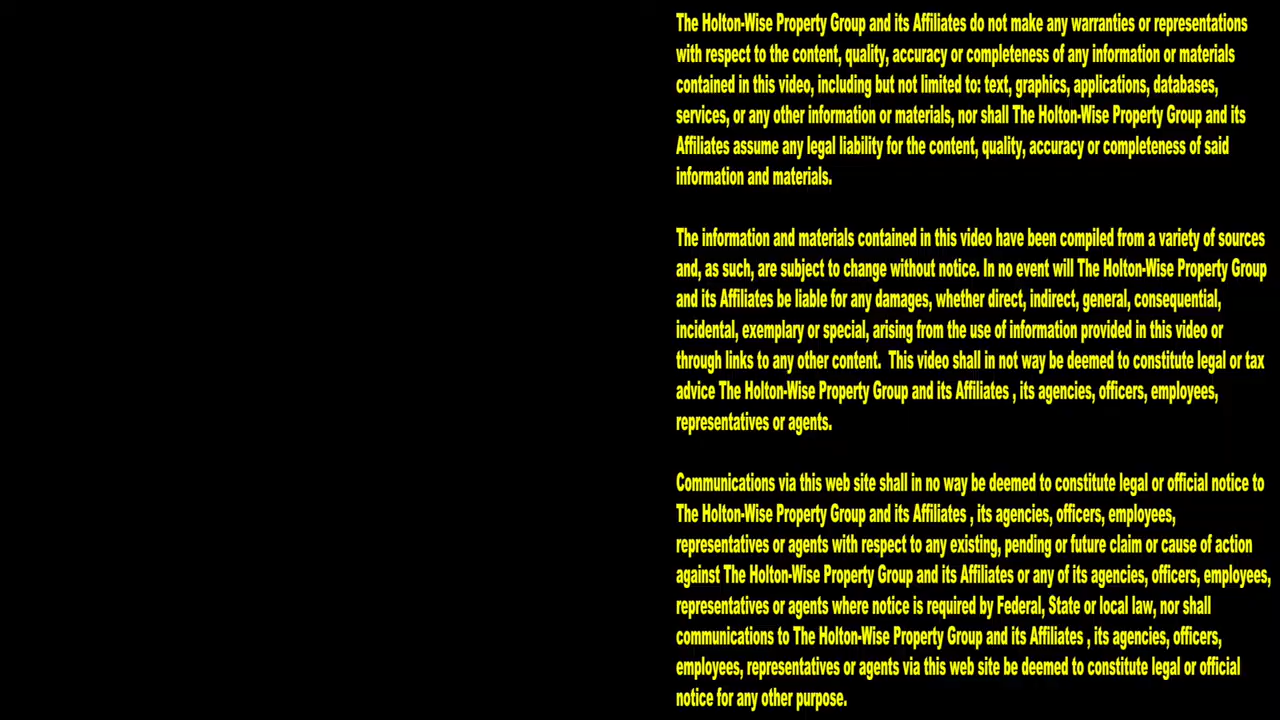 The Holton-Wise Property Group and its Affiliates do not make any warranties or representations
with respect to the content, quality, accuracy or completeness of any information or materials
contained in this video, including but not limited to: text, graphics, applications, databases,
services, or any other information or materials, nor shall The Holton-Wise Property Group and its
Affiliates assume any legal liability for the content, quality, accuracy or completeness of said
information and materials.
The information and materials contained in this video have been compiled from a variety of sources
and, as such, are subject to change without notice. In no event will The Holton-Wise Property Group
and its Affiliates be liable for any damages, whether direct, indirect, general, consequential,
incidental, exemplary or special, arising from the use of information provided in this video or
through links to any other content.  This video shall in not way be deemed to constitute legal or tax
advice The Holton-Wise Property Group and its Affiliates , its agencies, officers, employees,
representatives or agents.
Communications via this web site shall in no way be deemed to constitute legal or official notice to
The Holton-Wise Property Group and its Affiliates , its agencies, officers, employees,
representatives or agents with respect to any existing, pending or future claim or cause of action
against The Holton-Wise Property Group and its Affiliates or any of its agencies, officers, employees,
representatives or agents where notice is required by Federal, State or local law, nor shall
communications to The Holton-Wise Property Group and its Affiliates , its agencies, officers,
employees, representatives or agents via this web site be deemed to constitute legal or official
notice for any other purpose.